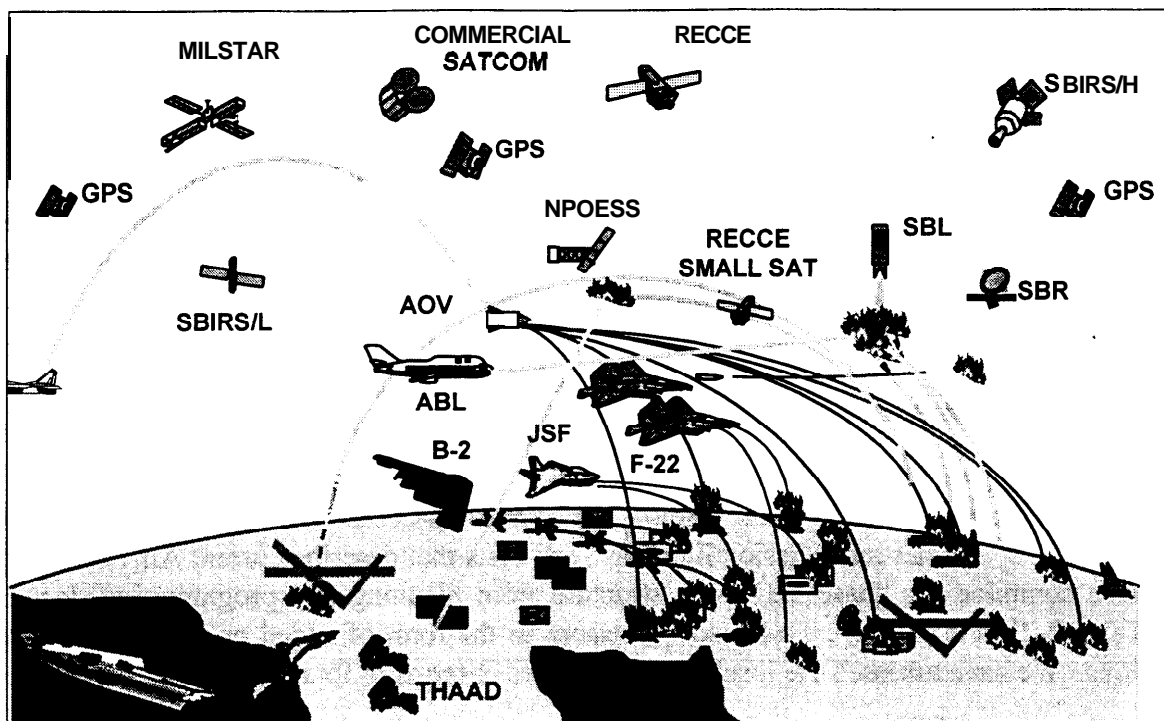 MILSTAR
COMMERCIAL
SATCOM
RECCE
SBIRS/H
GPS
GPS
GPS
NPOESS
RECCE
SMALL SAT
SBL
SBR
SBIRS/L
AOV
ABL
B-2
JSF
F-22
THAAD